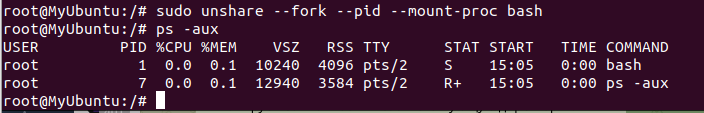 root@MyUbuntu:/# sudo unshare --fork --pid --mount-proc bash
root@MyUbuntu:/# ps -aux
USER         PID %CPU %MEM    VSZ   RSS TTY      STAT START   TIME COMMAND
root           1  0.0  0.1  10240  4096 pts/2    S    15:05   0:00 bash
root           7  0.0  0.1  12940  3584 pts/2    R+   15:05   0:00 ps -aux
root@MyUbuntu:/#